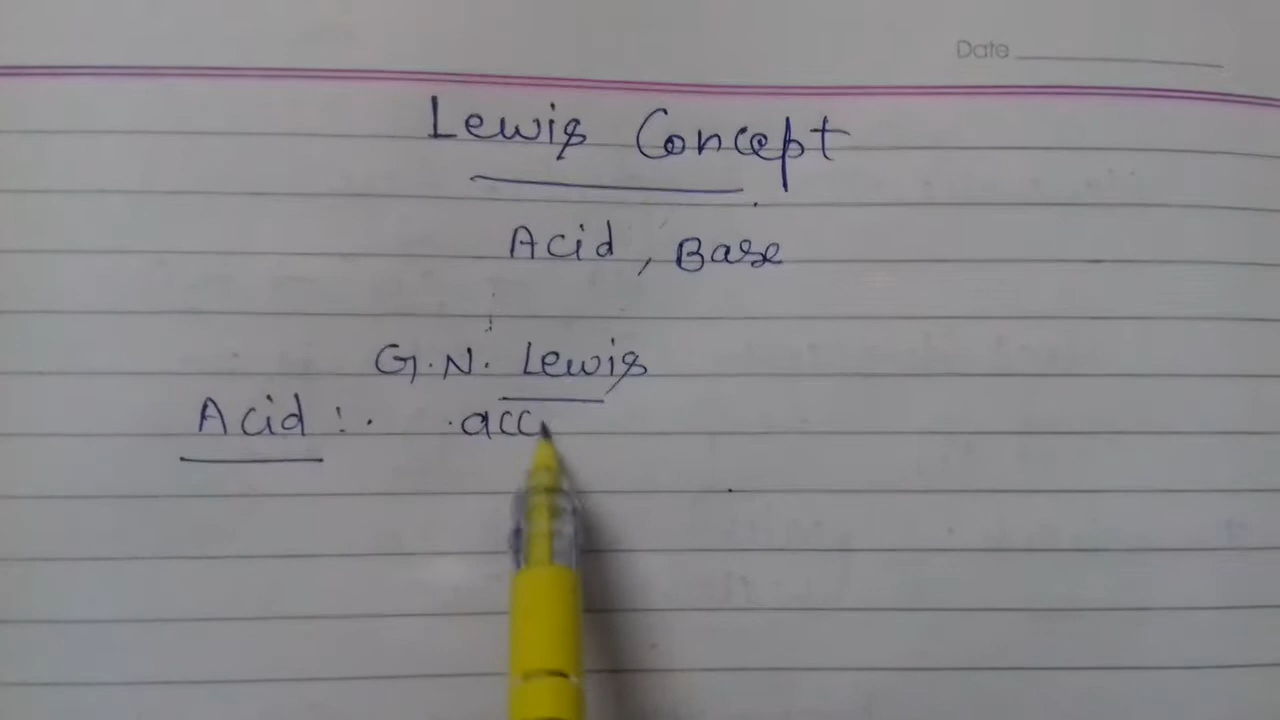 Date
Lewis Concept
Acid, Base
G.N. Lewis
Acid : acc